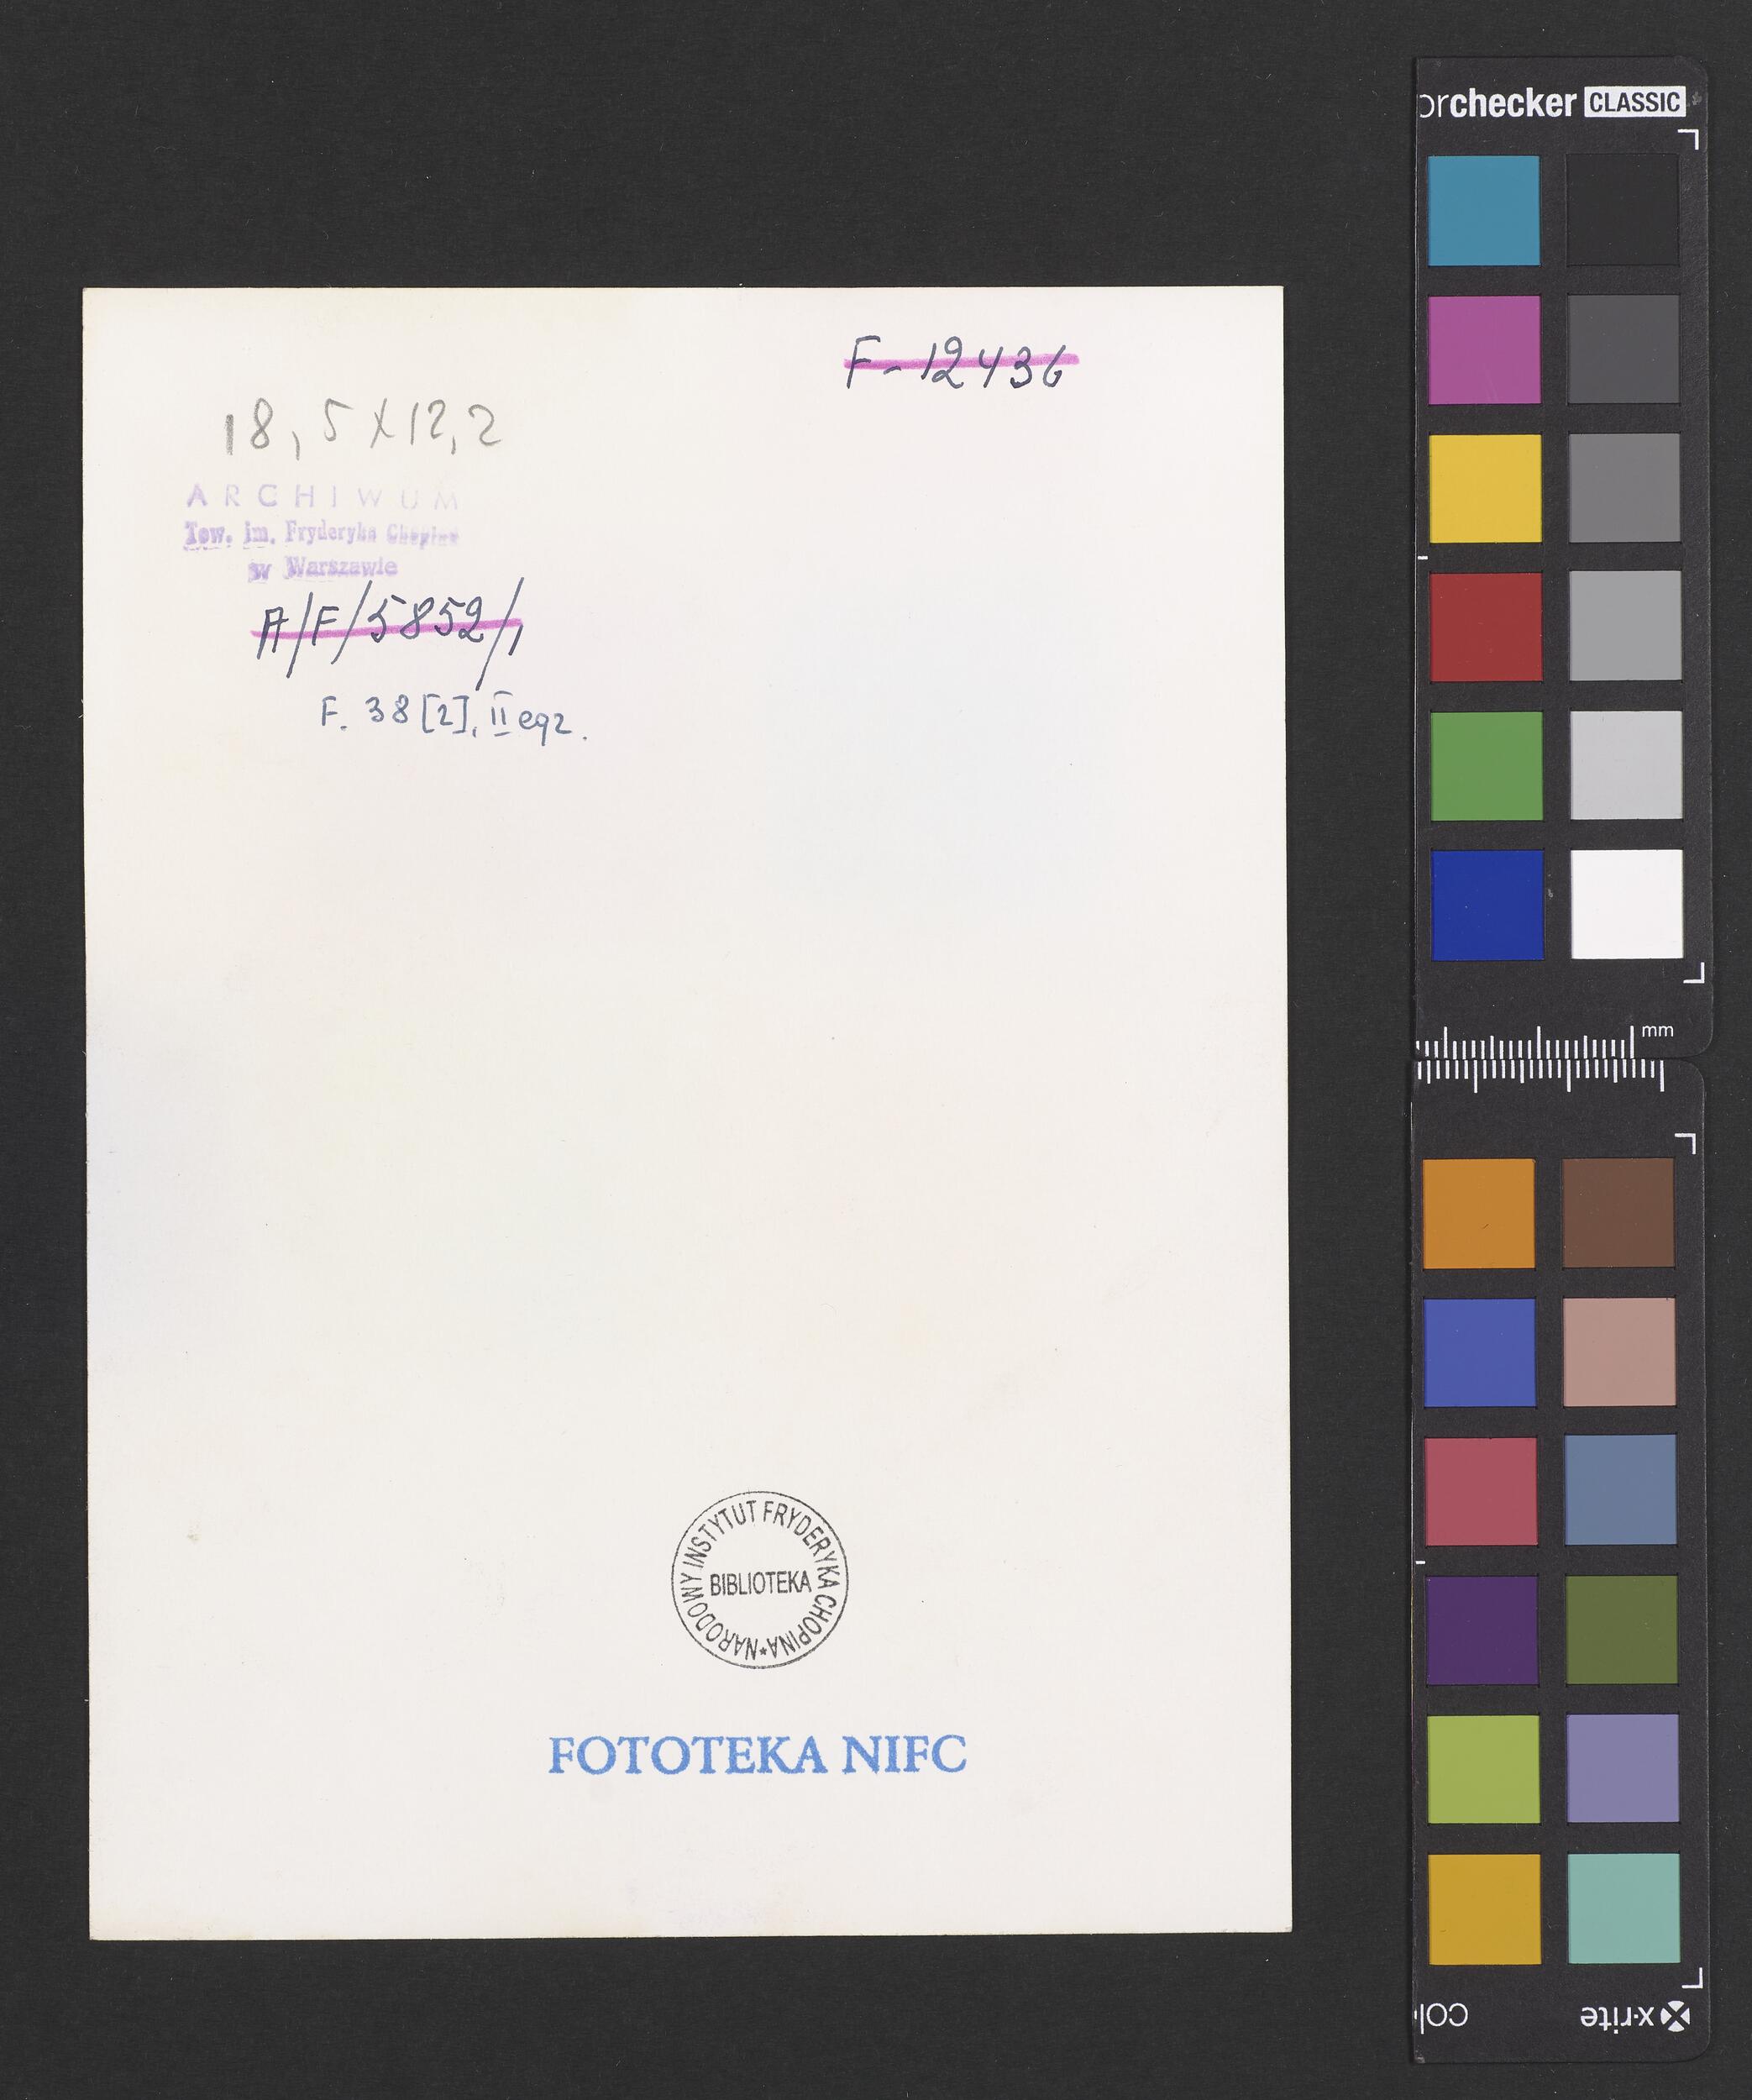 F-12436
18,5 x 12,2
ARCHIWUM
Tow. im. Fryderyka Chopina
w Warszawie
A/F/5852/1
F. 38 [2], II egz.
NARODOWY INSTYTUT FRYDERYKA CHOPINA *
BIBLIOTEKA
FOTOTEKA NIFC
orchecker CLASSIC
mm
col
x-rite